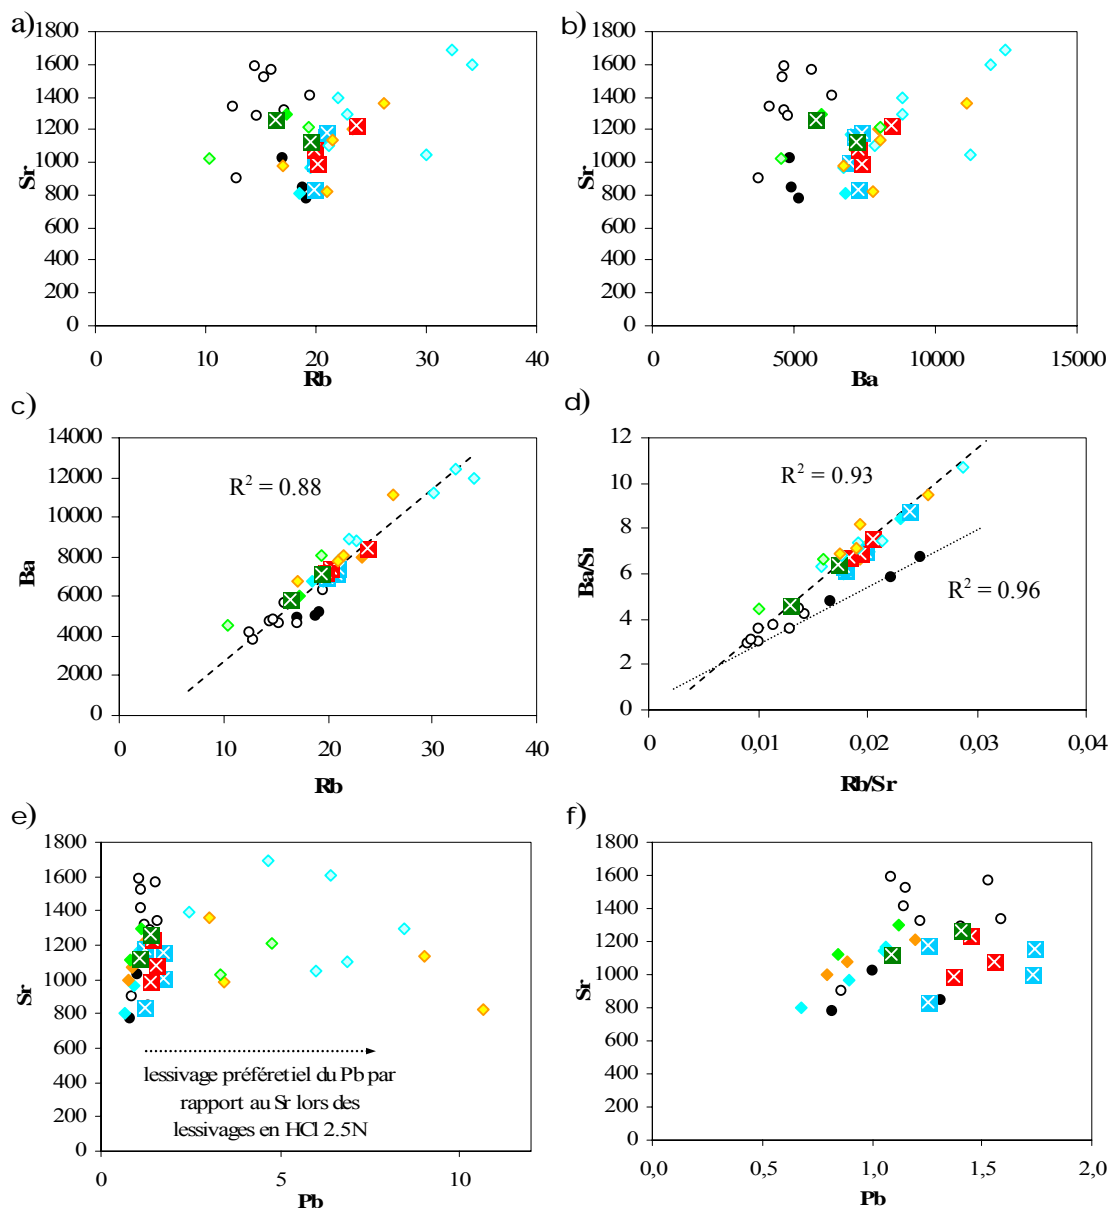 a)
Sr
1800
1600
1400
1200
1000
800
600
400
200
0
0 10 20 30 40
Rb
b)
Sr
1800
1600
1400
1200
1000
800
600
400
200
0
0 5000 10000 15000
Ba
c)
Ba
14000
12000
10000
8000
6000
4000
2000
0
R² = 0.88
0 10 20 30 40
Rb
d)
Ba/Sr
12
10
8
6
4
2
0
R² = 0.93
R² = 0.96
0 0,01 0,02 0,03 0,04
Rb/Sr
e)
Sr
1800
1600
1400
1200
1000
800
600
400
200
0
lessivage préféretiel du Pb par
rapport au Sr lors des
lessivages en HCl 2.5N
0 5 10
Pb
f)
Sr
1800
1600
1400
1200
1000
800
600
400
200
0
0,0 0,5 1,0 1,5 2,0
Pb